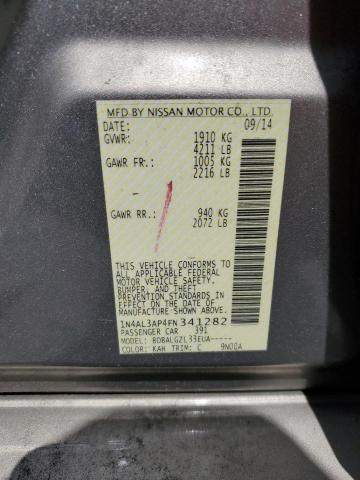 MFD BY NISSAN MOTOR CO., LTD.
DATE: 09/14
GVWR: 1910 KG
4211 LB
GAWR FR.: 1005 KG
2216 LB
GAWR RR.: 940 KG
2072 LB
THIS VEHICLE CONFORMS TO
ALL APPLICABLE FEDERAL
MOTOR VEHICLE SAFETY,
BUMPER, AND THEFT
PREVENTION STANDARDS IN
EFFECT ON THE DATE OF
MANUFACTURE SHOWN ABOVE.
1N4AL3AP4FN341282
PASSENGER CAR 391
MODEL: BDBALGZL33EUA-----
COLOR: KAH TRIM: C 9N00A